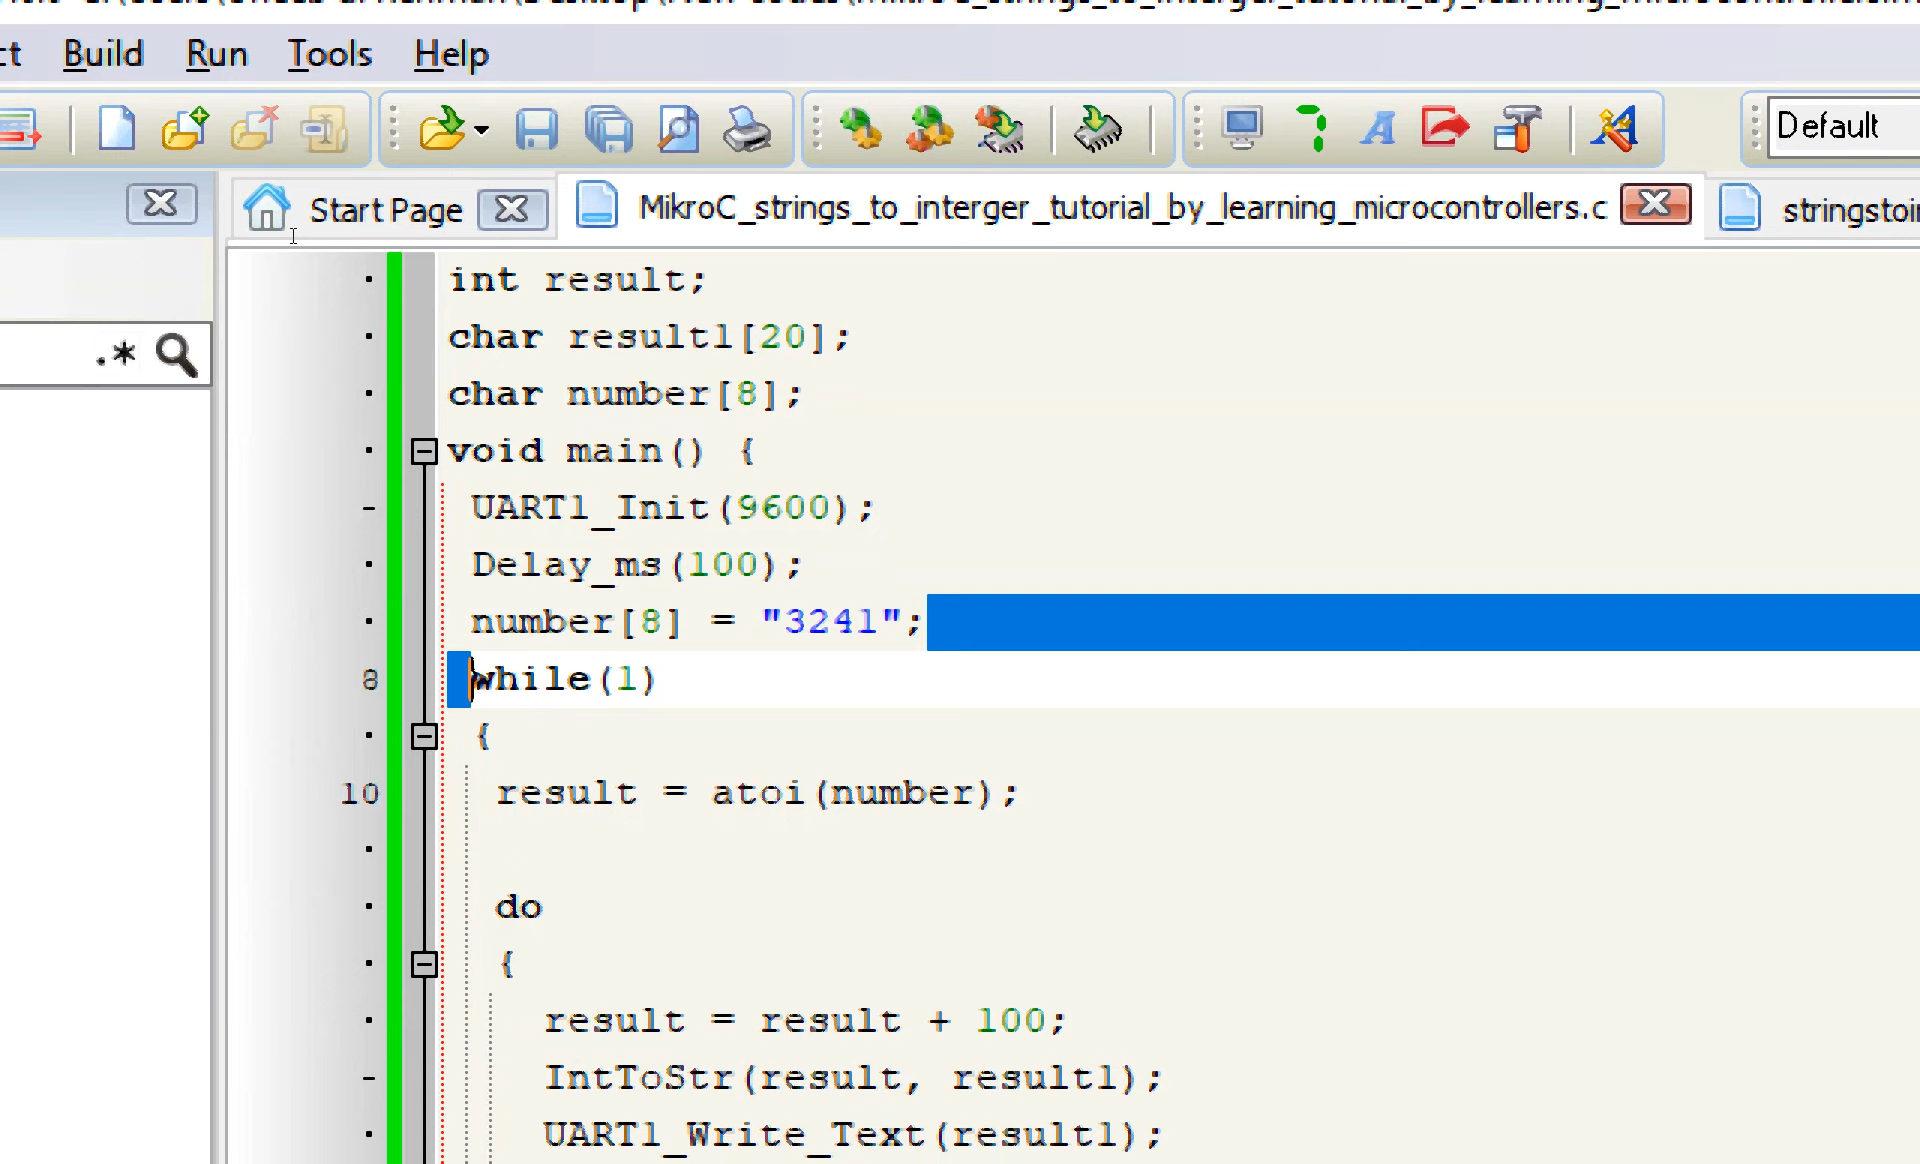 Build Run Tools Help
Default
Start Page MikroC_strings_to_interger_tutorial_by_learning_microcontrollers.c
.*
int result;
char result1[20];
char number[8];
void main() {
UART1_Init(9600);
Delay_ms(100);
number[8] = "3241";
8 while(1)
{
10 result = atoi(number);
do
{
result = result + 100;
IntToStr(result, result1);
UART1_Write_Text(result1);